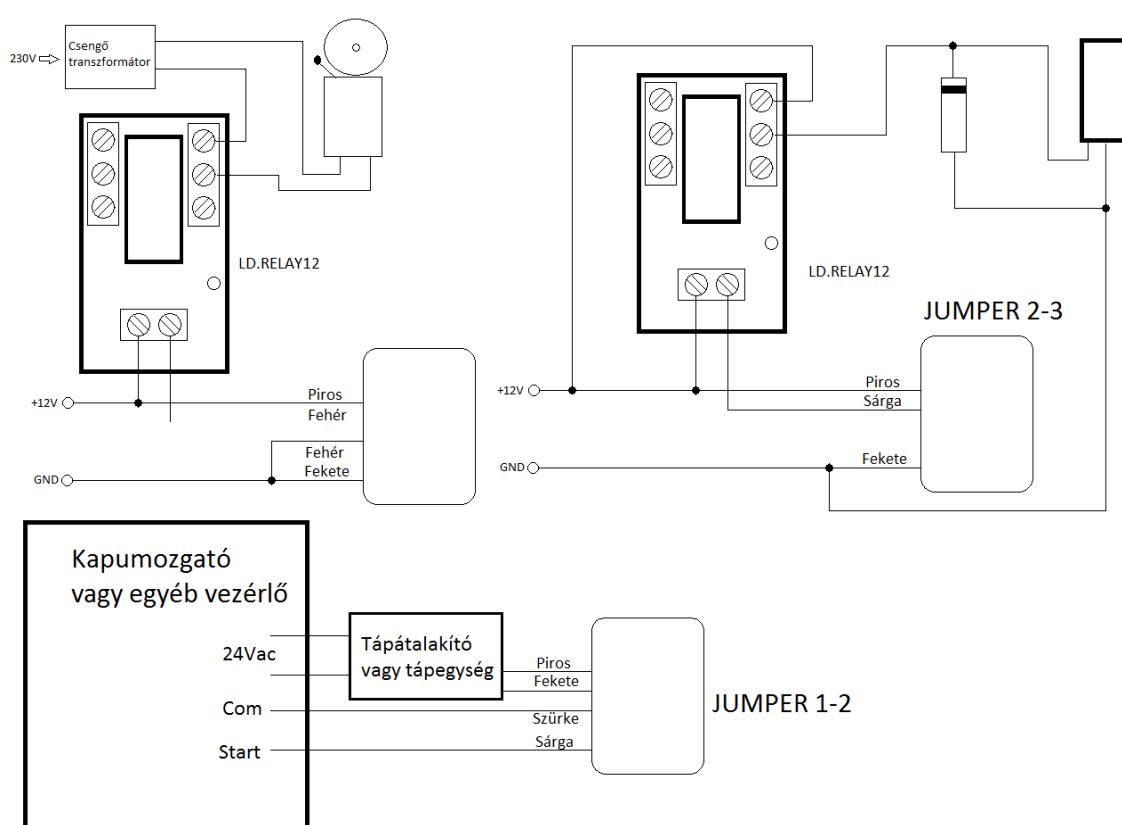 230V
Csengő
transzformátor
LD.RELAY12
+12V
Piros
Fehér
Fehér
Fekete
GND
LD.RELAY12
JUMPER 2-3
+12V
Piros
Sárga
GND
Fekete
Kapumozgató
vagy egyéb vezérlő
24Vac
Com
Start
Tápátalakító
vagy tápegység
Piros
Fekete
Szürke
Sárga
JUMPER 1-2